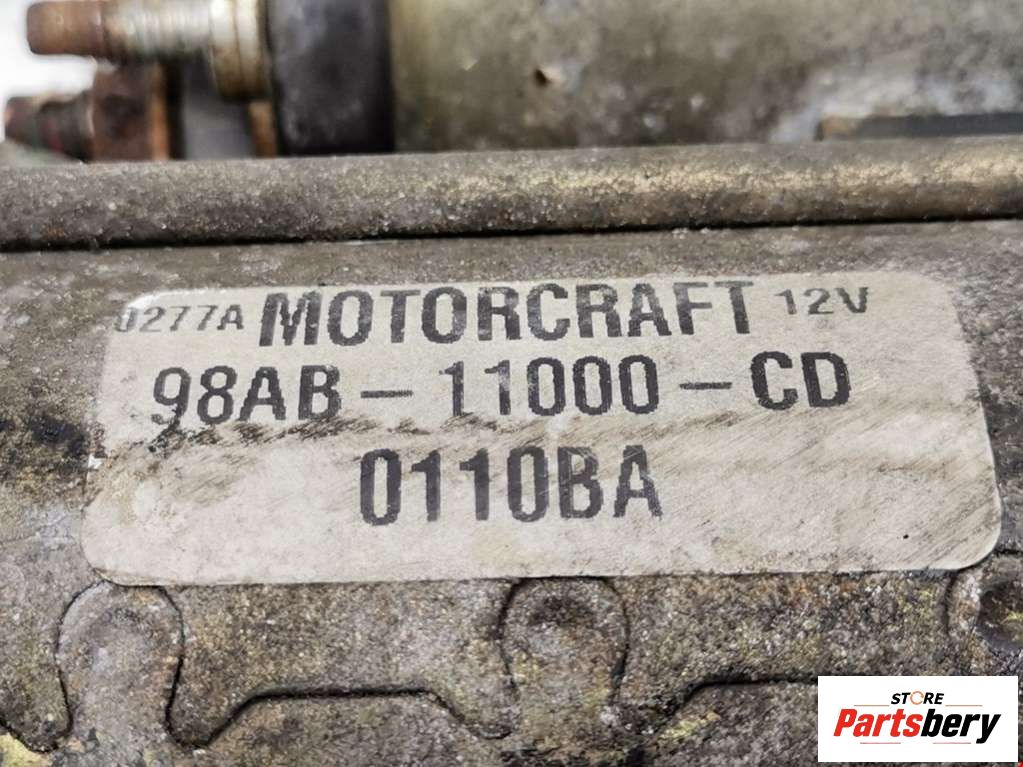 0277A MOTORCRAFT 12V
98AB-11000-CD
0110BA
STORE
Partsbery